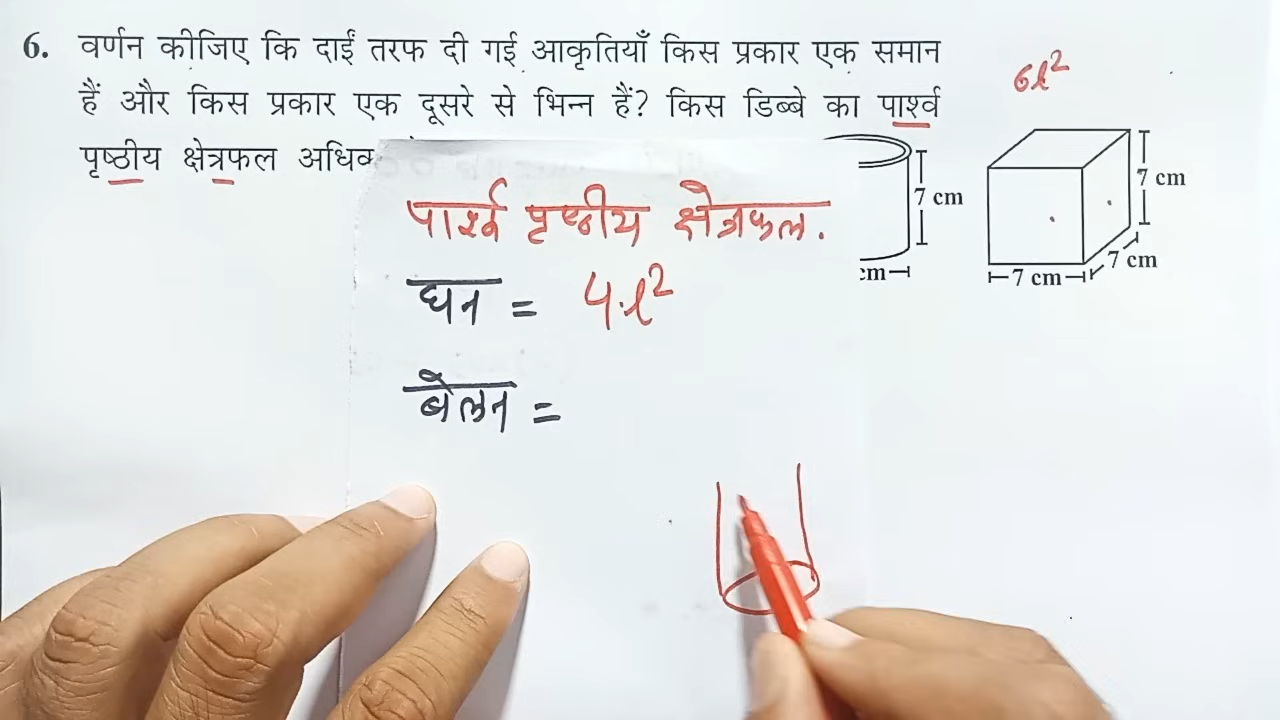 6. वर्णन कीजिए कि दाईं तरफ दी गई आकृतियाँ किस प्रकार एक समान
हैं और किस प्रकार एक दूसरे से भिन्न हैं? किस डिब्बे का पार्श्व
पृष्ठीय क्षेत्रफल
6l²
7 cm
cm
7 cm
7 cm
7 cm
पार्श्व पृष्ठीय क्षेत्रफल.
घन = 4.l²
बेलन =